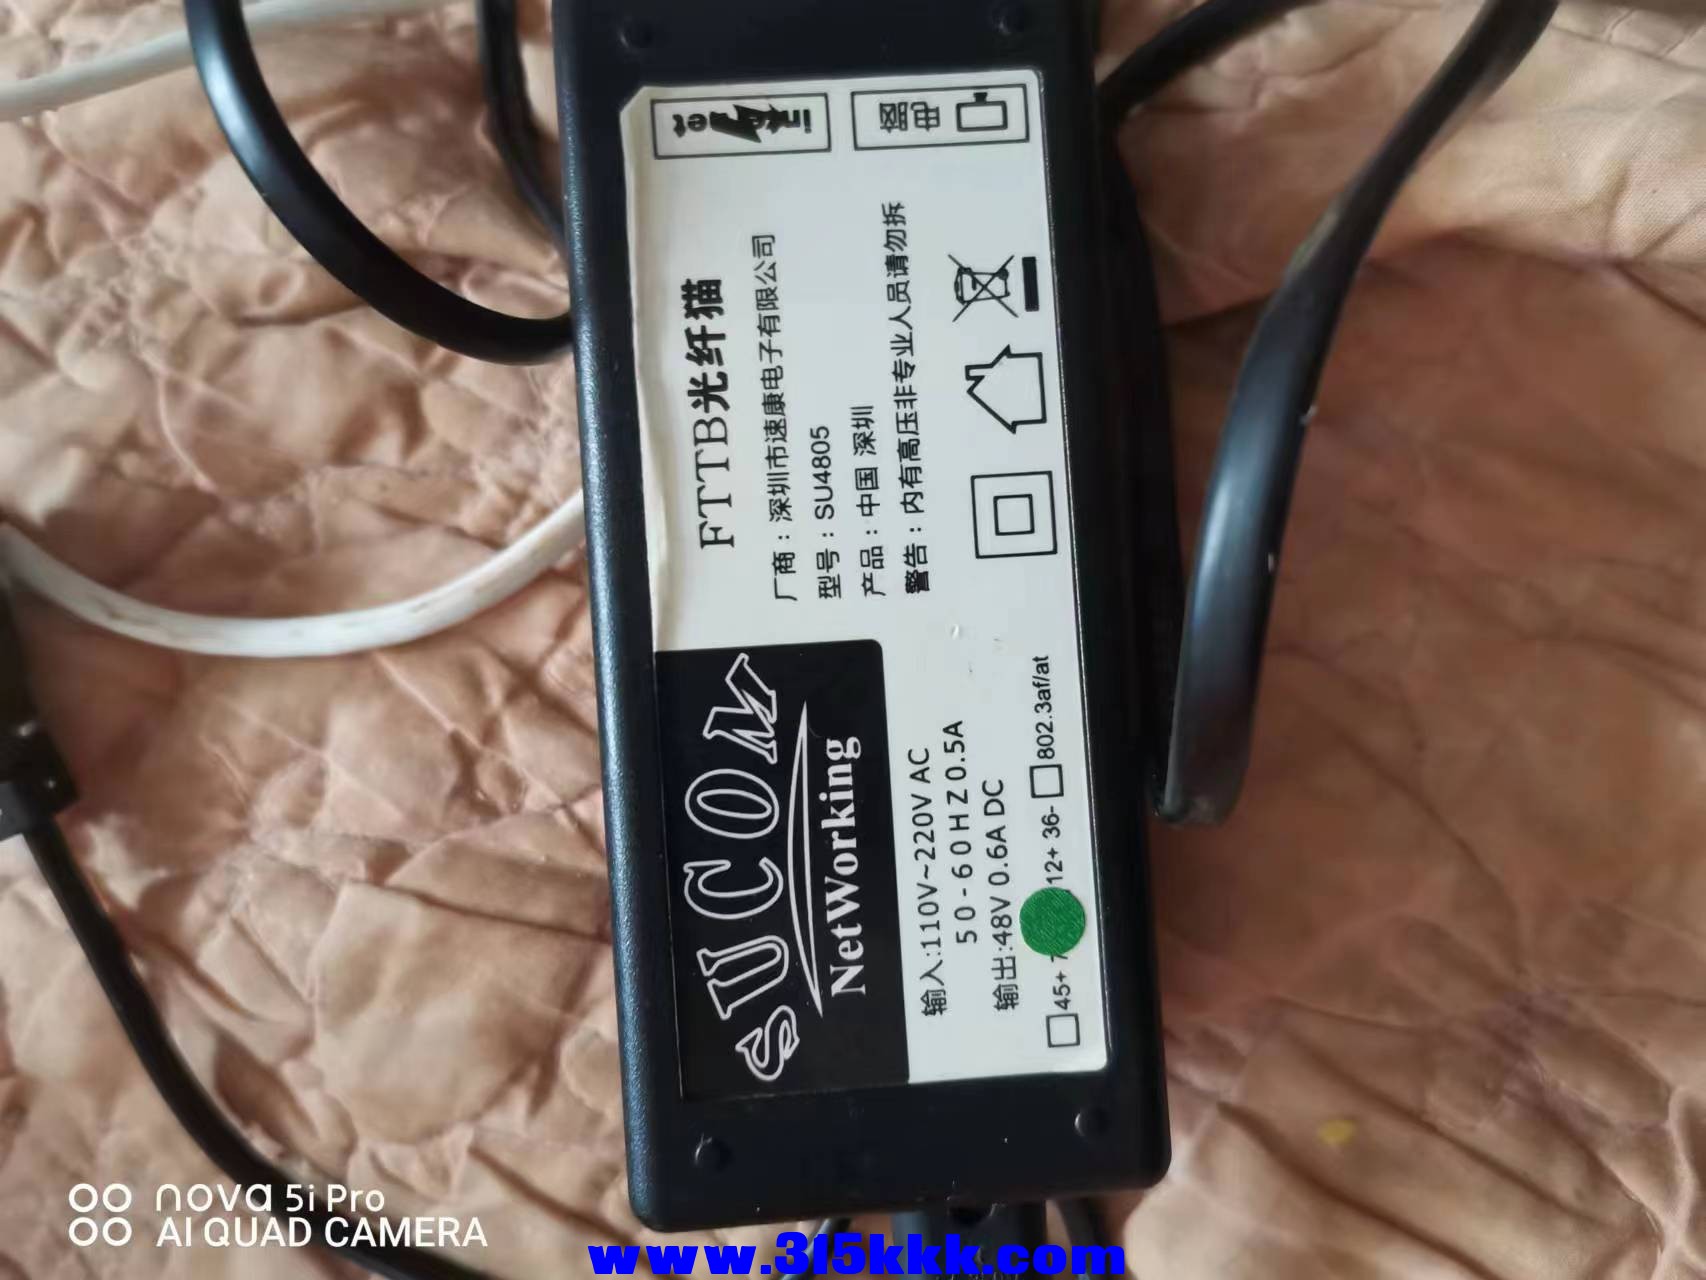 internet
FTTB光纤猫
厂商：深圳市速康电子有限公司
型号：SU4805
产品：中国 深圳
警告：内有高压非专业人员请勿拆
SUCOM
NetWorking
输入:110V~220V AC
50-60HZ 0.5A
输出:48V 0.6A DC
45+
12+ 36-
802.3af/at
nova 5i Pro
AI QUAD CAMERA
www.315kkk.com